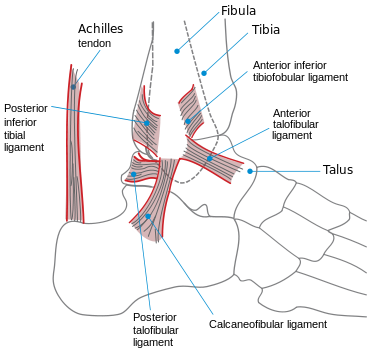 Fibula
Achilles
tendon
Tibia
Anterior inferior
tibiofobular ligament
Posterior
inferior
tibial
ligament
Anterior
talofibular
ligament
Talus
Posterior
talofibular
ligament
Calcaneofibular ligament